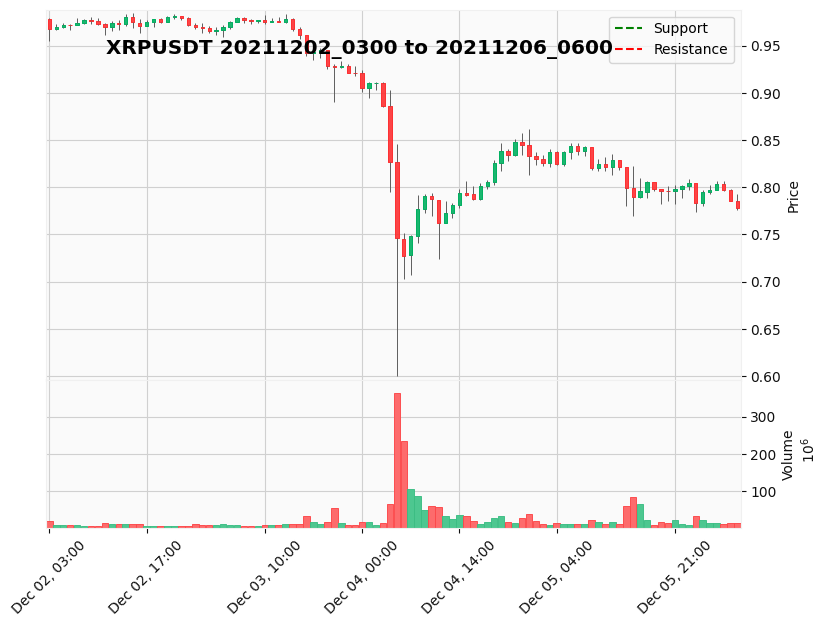 XRPUSDT 20211202_0300 to 20211206_0600
Support
Resistance
0.95
0.90
0.85
0.80
0.75
0.70
0.65
0.60
Price
300
200
100
Volume
10^6
Dec 02, 03:00
Dec 02, 17:00
Dec 03, 10:00
Dec 04, 00:00
Dec 04, 14:00
Dec 05, 04:00
Dec 05, 21:00